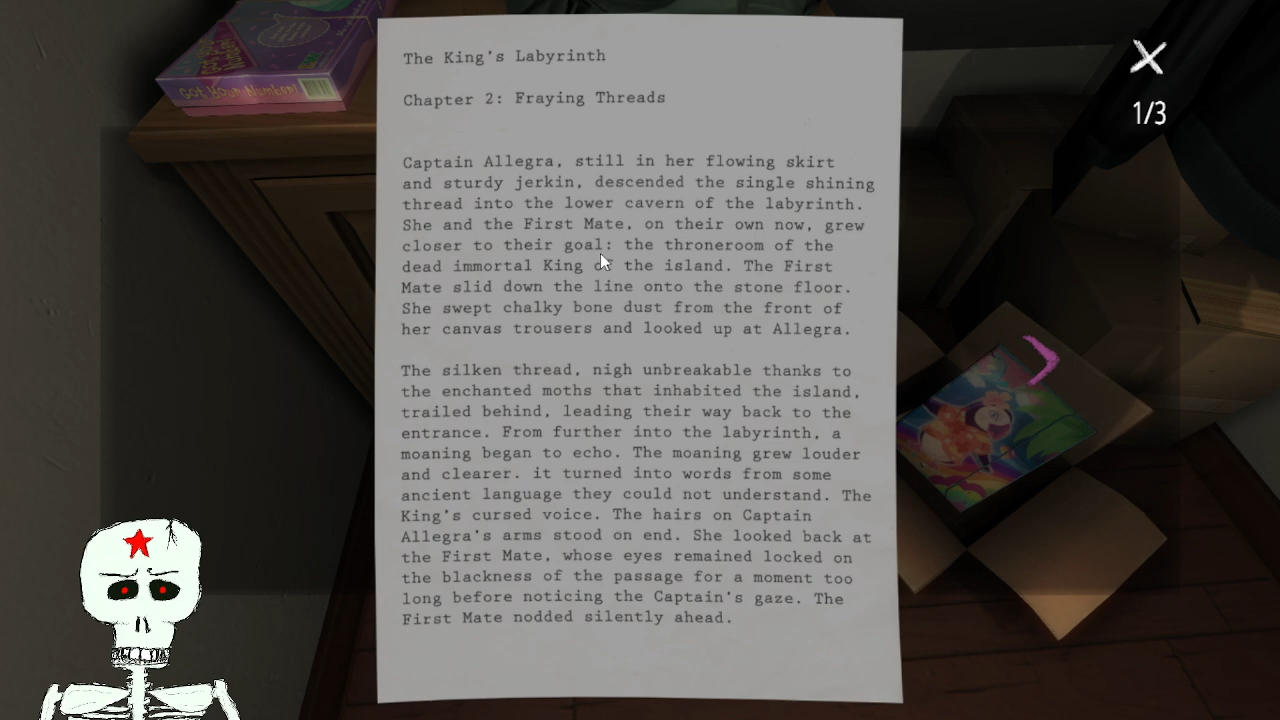 Got Your Number!
1/3
The King's Labyrinth
Chapter 2: Fraying Threads
Captain Allegra, still in her flowing skirt
and sturdy jerkin, descended the single shining
thread into the lower cavern of the labyrinth.
She and the First Mate, on their own now, grew
closer to their goal: the throneroom of the
dead immortal King of the island. The First
Mate slid down the line onto the stone floor.
She swept chalky bone dust from the front of
her canvas trousers and looked up at Allegra.
The silken thread, nigh unbreakable thanks to
the enchanted moths that inhabited the island,
trailed behind, leading their way back to the
entrance. From further into the labyrinth, a
moaning began to echo. The moaning grew louder
and clearer. it turned into words from some
ancient language they could not understand. The
King's cursed voice. The hairs on Captain
Allegra's arms stood on end. She looked back at
the First Mate, whose eyes remained locked on
the blackness of the passage for a moment too
long before noticing the Captain's gaze. The
First Mate nodded silently ahead.